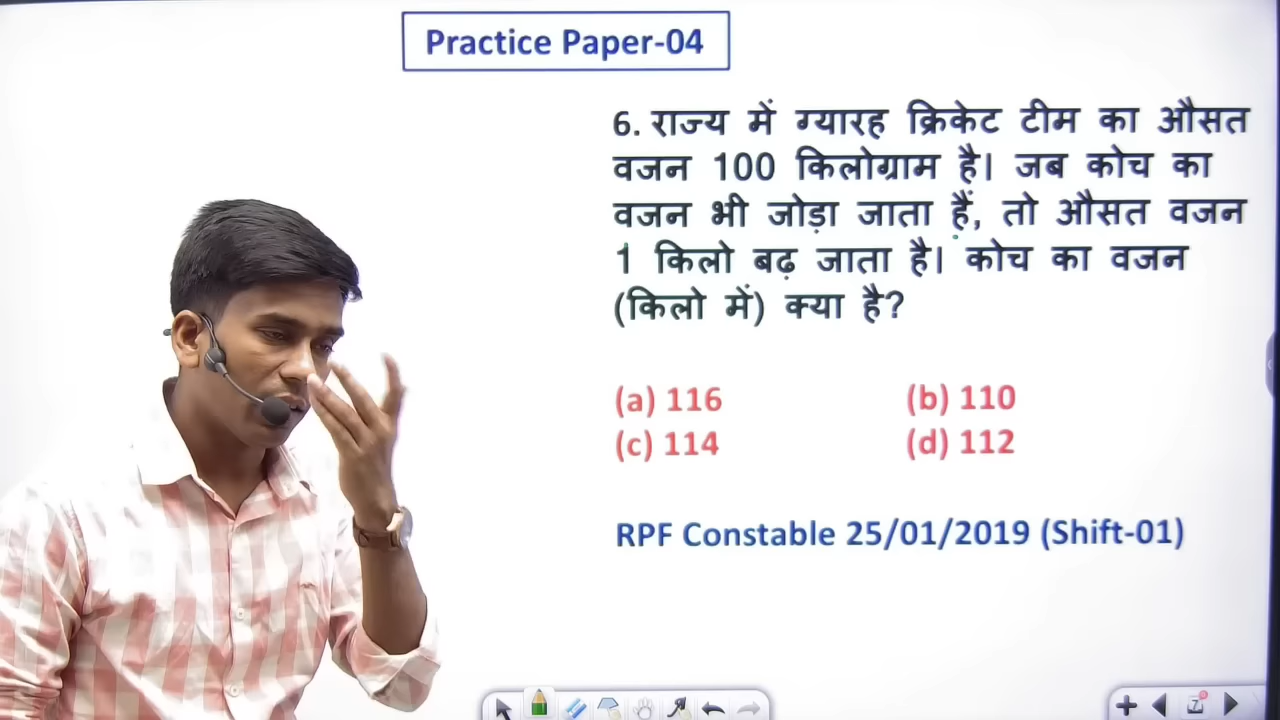 Practice Paper-04
6. राज्य में ग्यारह क्रिकेट टीम का औसत
वजन 100 किलोग्राम है। जब कोच का
वजन भी जोड़ा जाता हैं, तो औसत वजन
1 किलो बढ़ जाता है। कोच का वजन
(किलो में) क्या है?
(a) 116 (b) 110
(c) 114 (d) 112
RPF Constable 25/01/2019 (Shift-01)